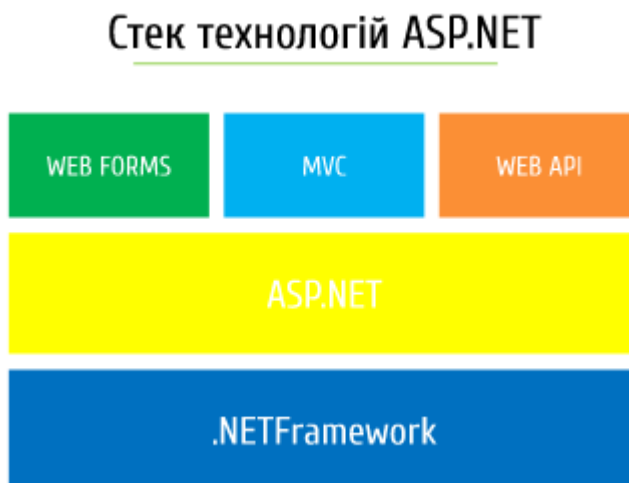 Стек технологій ASP.NET
WEB FORMS
MVC
WEB API
ASP.NET
.NETFramework